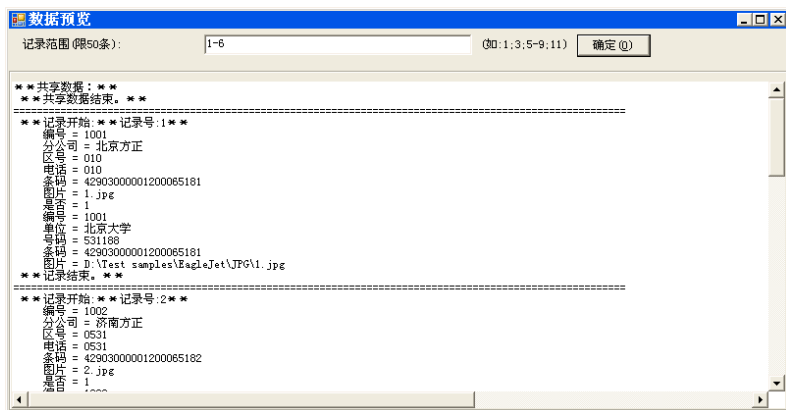 数据预览
记录范围(限50条): 1-6 (如:1;3;5-9;11) 确定(O)
**共享数据：**
**共享数据结束。**
================================================================================
**记录开始:**记录号:1**
编号 = 1001
分公司 = 北京方正
区号 = 010
电话 = 010
条码 = 42903000001200065181
图片 = 1.jpg
是否 = 1
编号 = 1001
单位 = 北京大学
号码 = 531188
条码 = 42903000001200065181
图片 = D:\Test samples\EagleJet\JPG\1.jpg
**记录结束。**
================================================================================
**记录开始:**记录号:2**
编号 = 1002
分公司 = 济南方正
区号 = 0531
电话 = 0531
条码 = 42903000001200065182
图片 = 2.jpg
是否 = 1